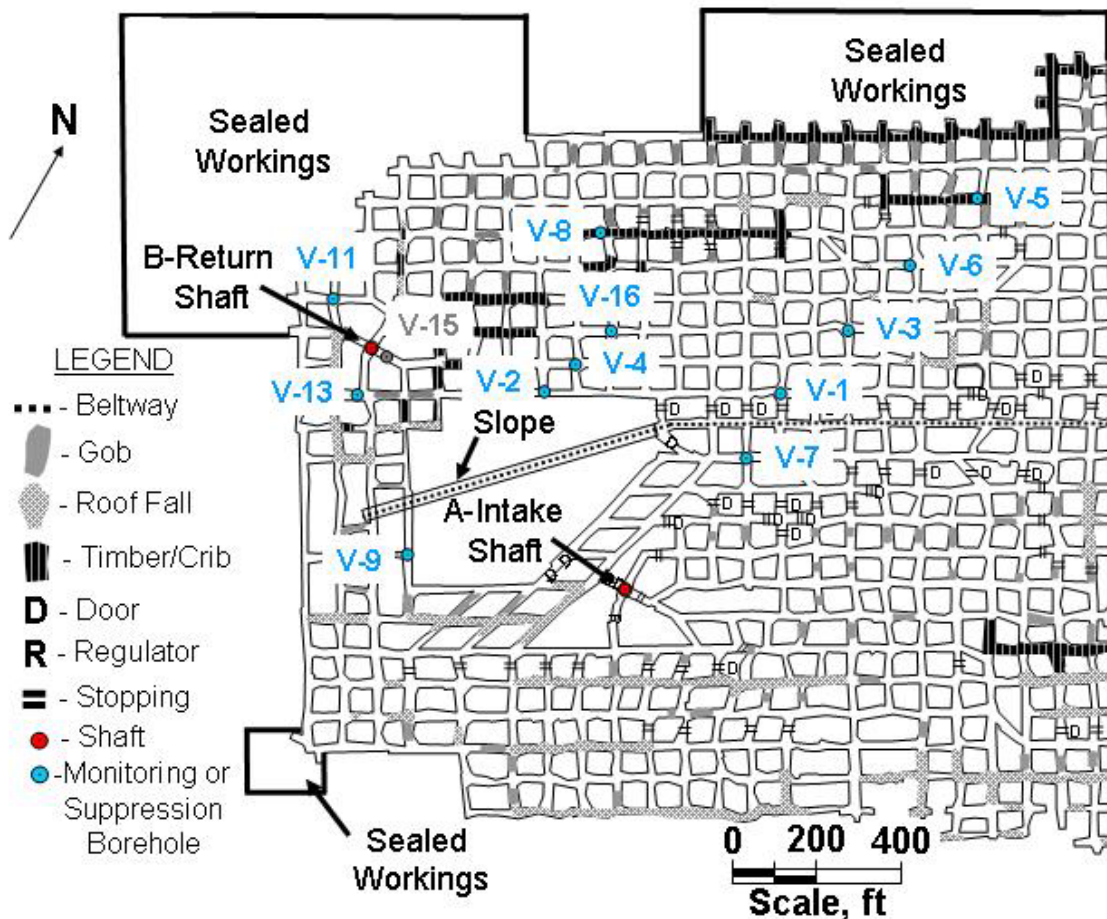 Sealed
Workings
Sealed
Workings
N
V-5
V-8
B-Return
Shaft
V-11
V-6
V-16
V-15
V-3
LEGEND
V-4
V-2
V-13
V-1
- Beltway
Slope
D
D
D
D
D
D
- Gob
V-7
D
D
D
- Roof Fall
A-Intake
Shaft
D
D
D
D
- Timber/Crib
V-9
D
D
D - Door
R - Regulator
D
D
- Stopping
- Shaft
D
-Monitoring or
Suppression
Borehole
Sealed
Workings
0 200 400
Scale, ft